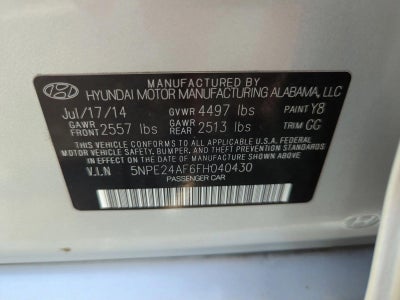 MANUFACTURED BY
HYUNDAI MOTOR MANUFACTURING ALABAMA, LLC
Jul/17/14 GVWR 4497 lbs PAINT Y8
GAWR FRONT 2557 lbs GAWR REAR 2513 lbs TRIM GG
THIS VEHICLE CONFORMS TO ALL APPLICABLE U.S.A FEDERAL
MOTOR VEHICLE SAFETY, BUMPER, AND THEFT PREVENTION STANDARDS
IN EFFECT ON THE DATE OF MANUFACTURE SHOWN ABOVE.
V.I.N 5NPE24AF6FH040430
PASSENGER CAR